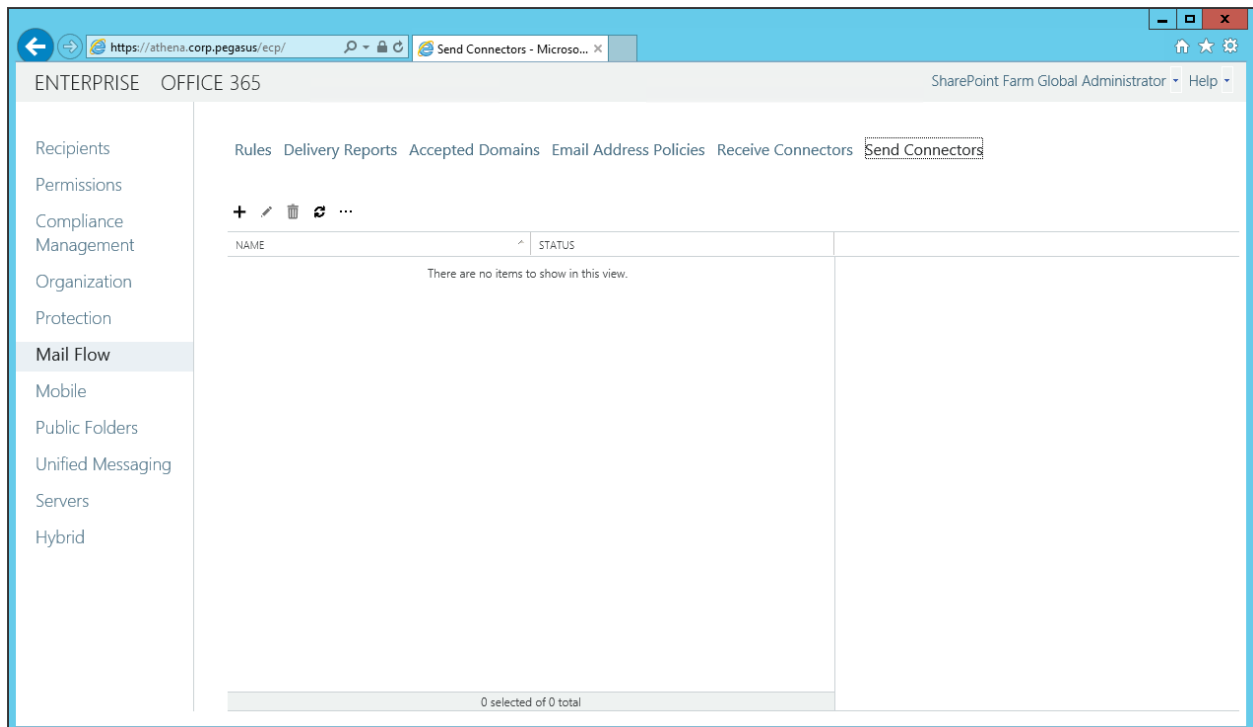 https://athena.corp.pegasus/ecp/
Send Connectors - Microso...
ENTERPRISE OFFICE 365
SharePoint Farm Global Administrator Help
Recipients
Permissions
Compliance
Management
Organization
Protection
Mail Flow
Mobile
Public Folders
Unified Messaging
Servers
Hybrid
Rules Delivery Reports Accepted Domains Email Address Policies Receive Connectors Send Connectors
NAME STATUS
There are no items to show in this view.
0 selected of 0 total